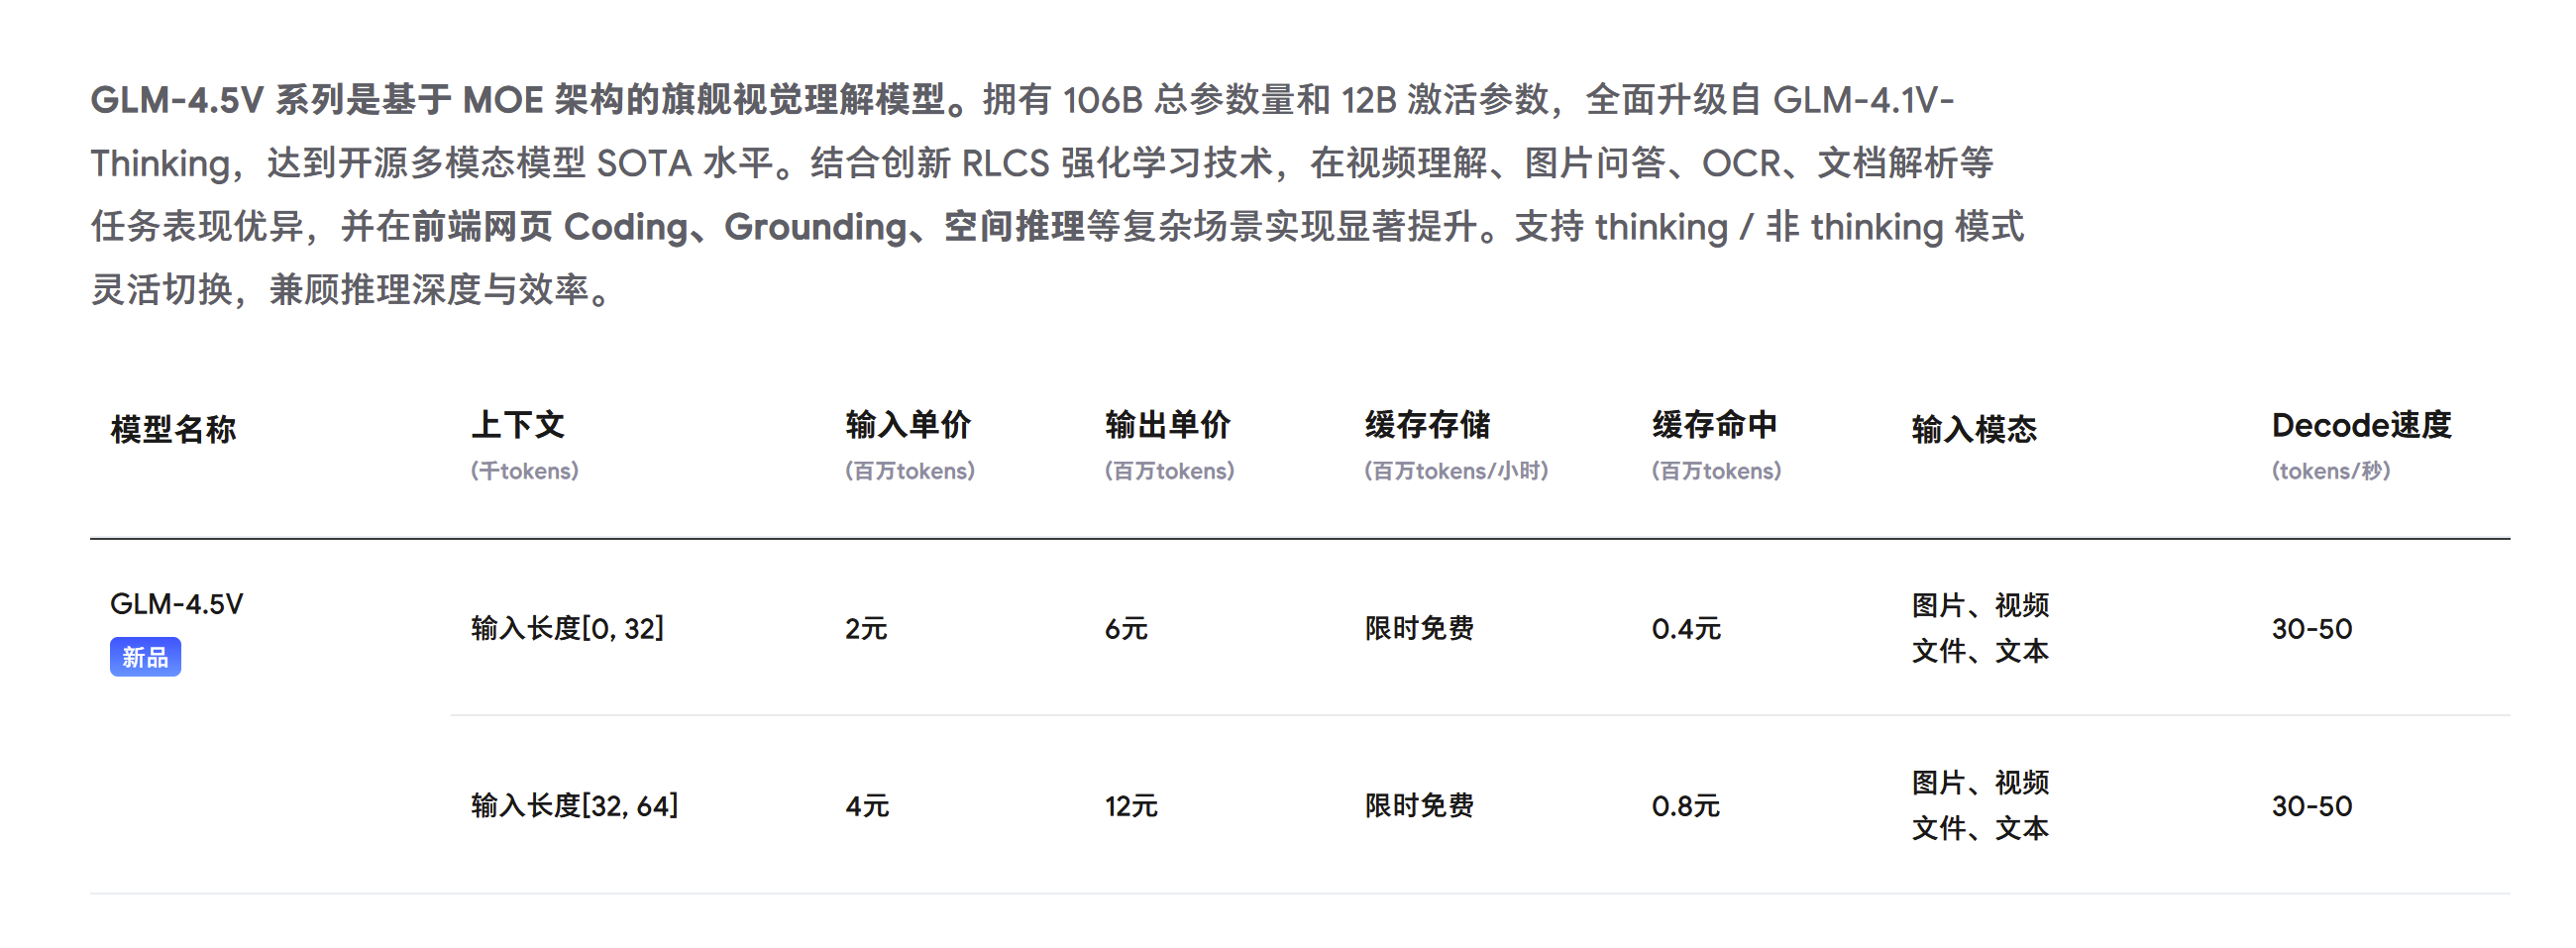 GLM-4.5V 系列是基于 MOE 架构的旗舰视觉理解模型。拥有 106B 总参数量和 12B 激活参数，全面升级自 GLM-4.1V-
Thinking，达到开源多模态模型 SOTA 水平。结合创新 RLCS 强化学习技术，在视频理解、图片问答、OCR、文档解析等
任务表现优异，并在前端网页 Coding、Grounding、空间推理等复杂场景实现显著提升。支持 thinking / 非 thinking 模式
灵活切换，兼顾推理深度与效率。
模型名称 上下文 输入单价 输出单价 缓存存储 缓存命中 输入模态 Decode速度
(千tokens) (百万tokens) (百万tokens) (百万tokens/小时) (百万tokens) (tokens/秒)
GLM-4.5V
新品
输入长度[0, 32] 2元 6元 限时免费 0.4元 图片、视频 30-50
文件、文本
输入长度[32, 64] 4元 12元 限时免费 0.8元 图片、视频 30-50
文件、文本